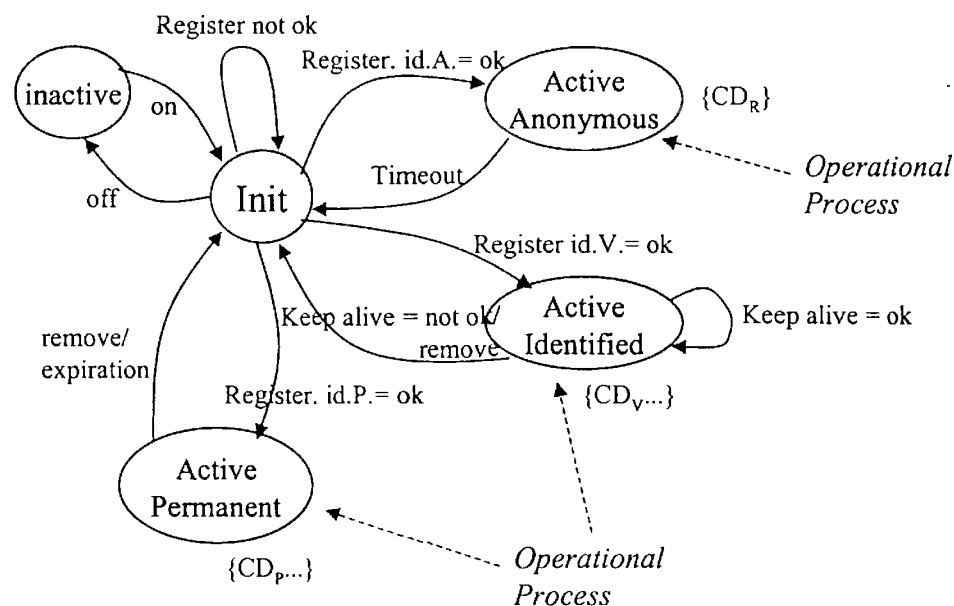 Register not ok
Register. id.A.= ok
inactive
on
Active
Anonymous
{CD_R}
off
Init
Timeout
Operational
Process
Register id.V.= ok
Keep alive = not ok/
remove
Active
Identified
Keep alive = ok
remove/
expiration
Register. id.P.= ok
{CD_V...}
Active
Permanent
{CD_P...}
Operational
Process